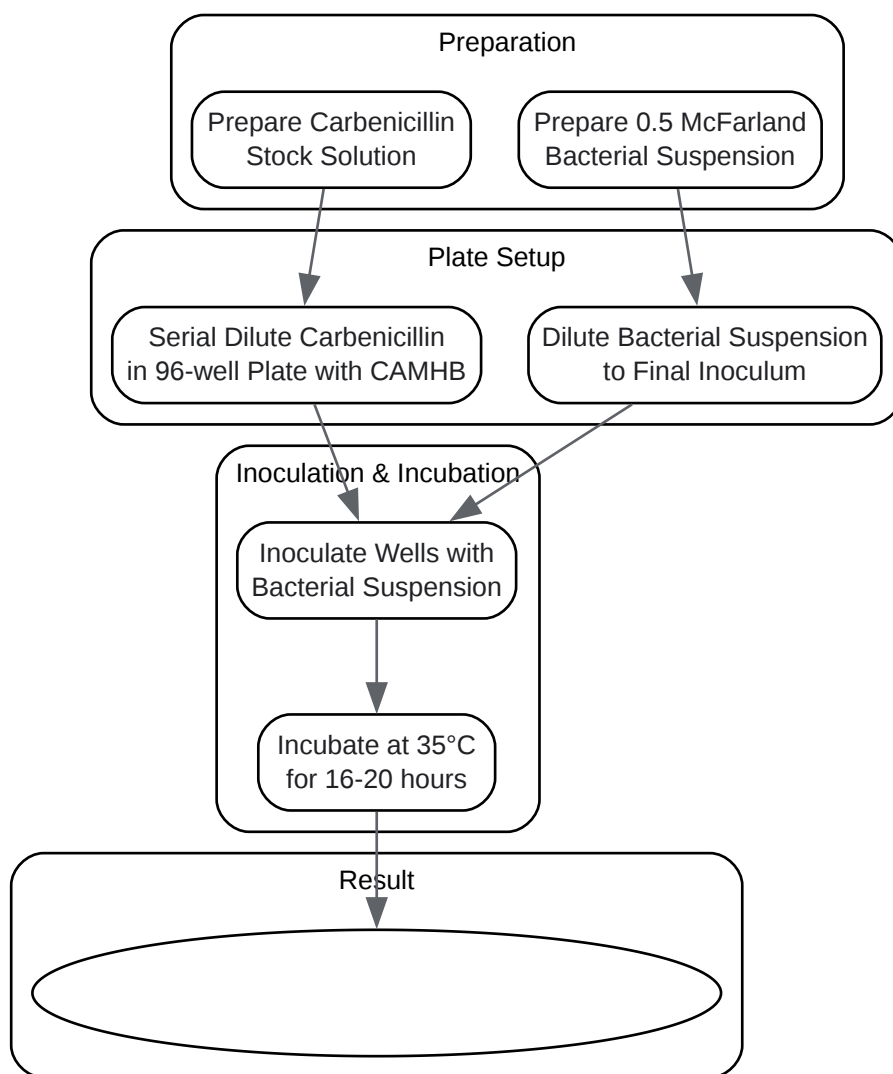 Preparation
Prepare Carbenicillin
Stock Solution
Prepare 0.5 McFarland
Bacterial Suspension
Plate Setup
Serial Dilute Carbenicillin
in 96-well Plate with CAMHB
Dilute Bacterial Suspension
to Final Inoculum
Inoculation & Incubation
Inoculate Wells with
Bacterial Suspension
Incubate at 35°C
for 16-20 hours
Result